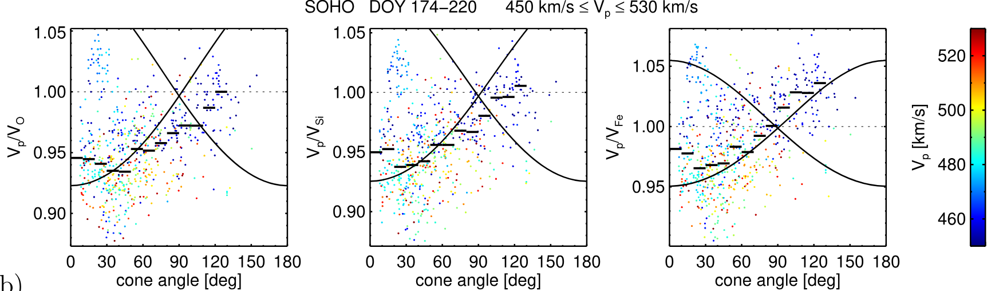 SOHO DOY 174−220 450 km/s ≤ Vp ≤ 530 km/s
Vp/VO
1.05
1.00
0.95
0.90
0 30 60 90 120 150 180
cone angle [deg]
Vp/VSi
1.05
1.00
0.95
0.90
0 30 60 90 120 150 180
cone angle [deg]
Vp/VFe
1.05
1.00
0.95
0 30 60 90 120 150 180
cone angle [deg]
Vp [km/s]
520
500
480
460
b)